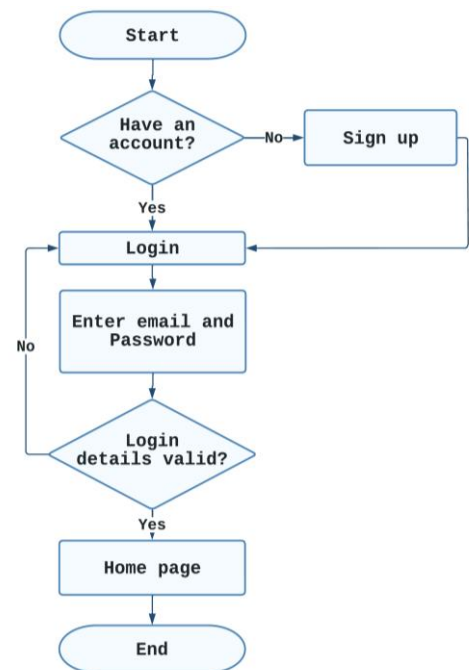 Start
Have an
account?
No
Sign up
Yes
Login
Enter email and
Password
No
Login
details valid?
Yes
Home page
End